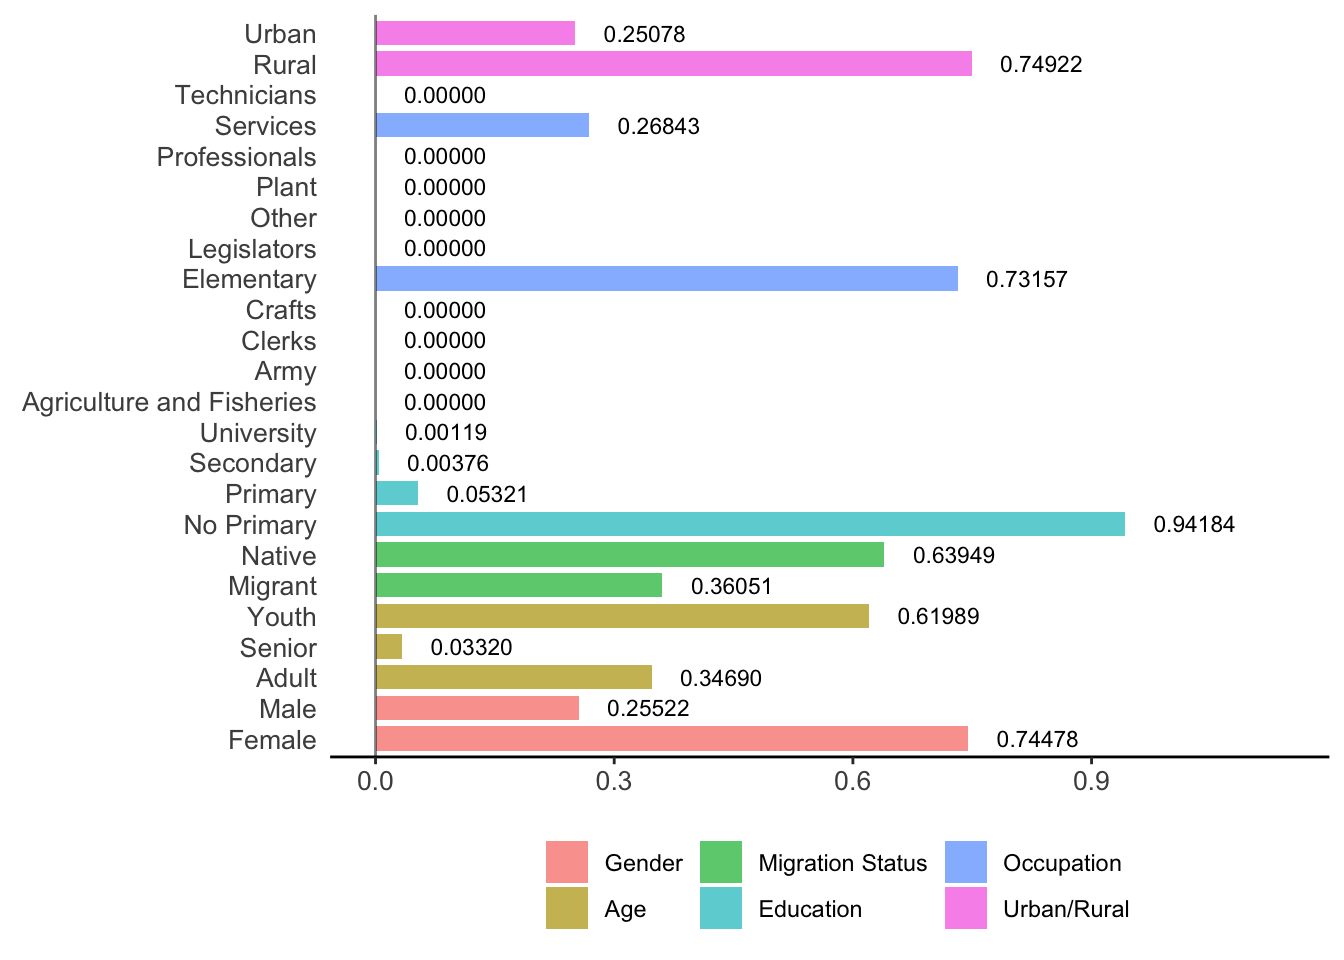 Urban 0.25078
Rural 0.74922
Technicians 0.00000
Services 0.26843
Professionals 0.00000
Plant 0.00000
Other 0.00000
Legislators 0.00000
Elementary 0.73157
Crafts 0.00000
Clerks 0.00000
Army 0.00000
Agriculture and Fisheries 0.00000
University 0.00119
Secondary 0.00376
Primary 0.05321
No Primary 0.94184
Native 0.63949
Migrant 0.36051
Youth 0.61989
Senior 0.03320
Adult 0.34690
Male 0.25522
Female 0.74478
0.0 0.3 0.6 0.9
Gender Migration Status Occupation
Age Education Urban/Rural